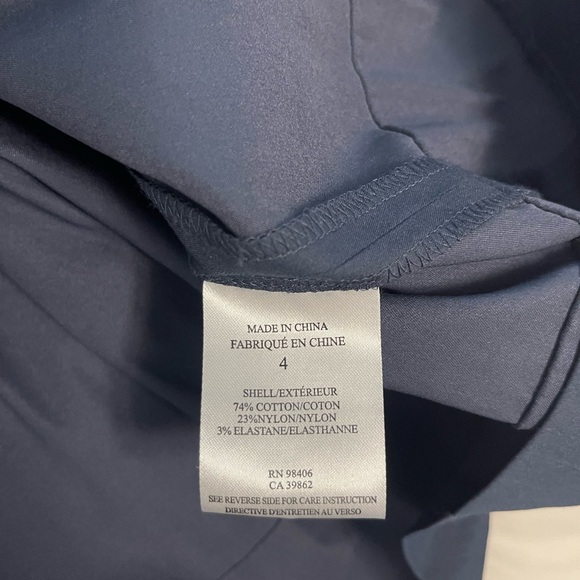 MADE IN CHINA
FABRIQUÉ EN CHINE
4
SHELL/EXTÉRIEUR
74% COTTON/COTON
23%NYLON/NYLON
3% ELASTANE/ELASTHANNE
RN 98406
CA 39862
SEE REVERSE SIDE FOR CARE INSTRUCTION
DIRECTIVE D'ENTRETIEN AU VERSO